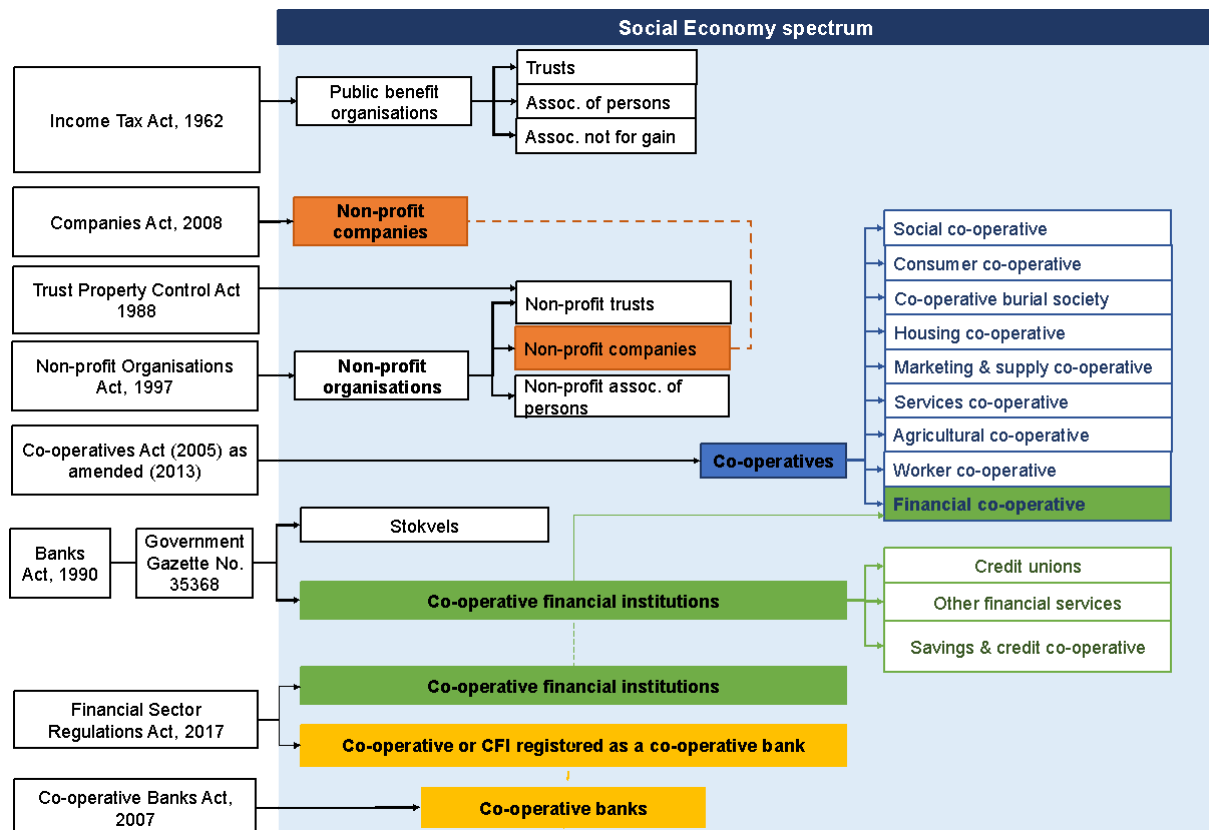 Social Economy spectrum
Income Tax Act, 1962
Public benefit
organisations
Trusts
Assoc. of persons
Assoc. not for gain
Companies Act, 2008
Non-profit
companies
Trust Property Control Act
1988
Non-profit trusts
Non-profit Organisations
Act, 1997
Non-profit
organisations
Non-profit companies
Non-profit assoc. of
persons
Co-operatives Act (2005) as
amended (2013)
Co-operatives
Social co-operative
Consumer co-operative
Co-operative burial society
Housing co-operative
Marketing & supply co-operative
Services co-operative
Agricultural co-operative
Worker co-operative
Financial co-operative
Banks
Act, 1990
Government
Gazette No.
35368
Stokvels
Co-operative financial institutions
Credit unions
Other financial services
Savings & credit co-operative
Financial Sector
Regulations Act, 2017
Co-operative financial institutions
Co-operative or CFI registered as a co-operative bank
Co-operative Banks Act,
2007
Co-operative banks